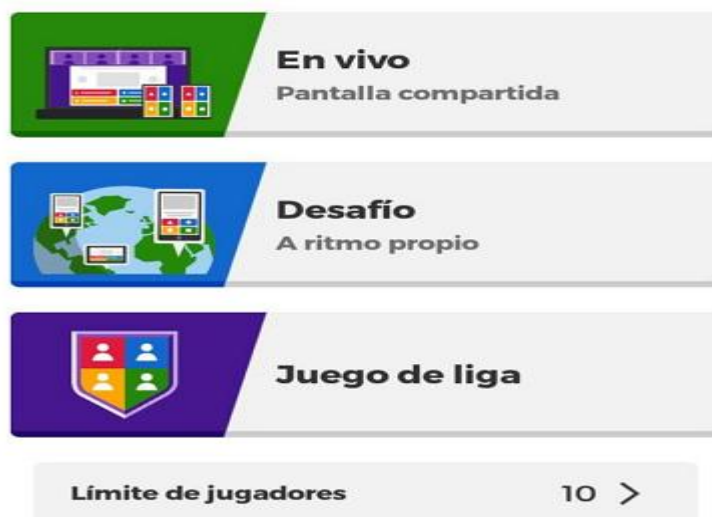 En vivo
Pantalla compartida
Desafío
A ritmo propio
Juego de liga
Límite de jugadores 10 >